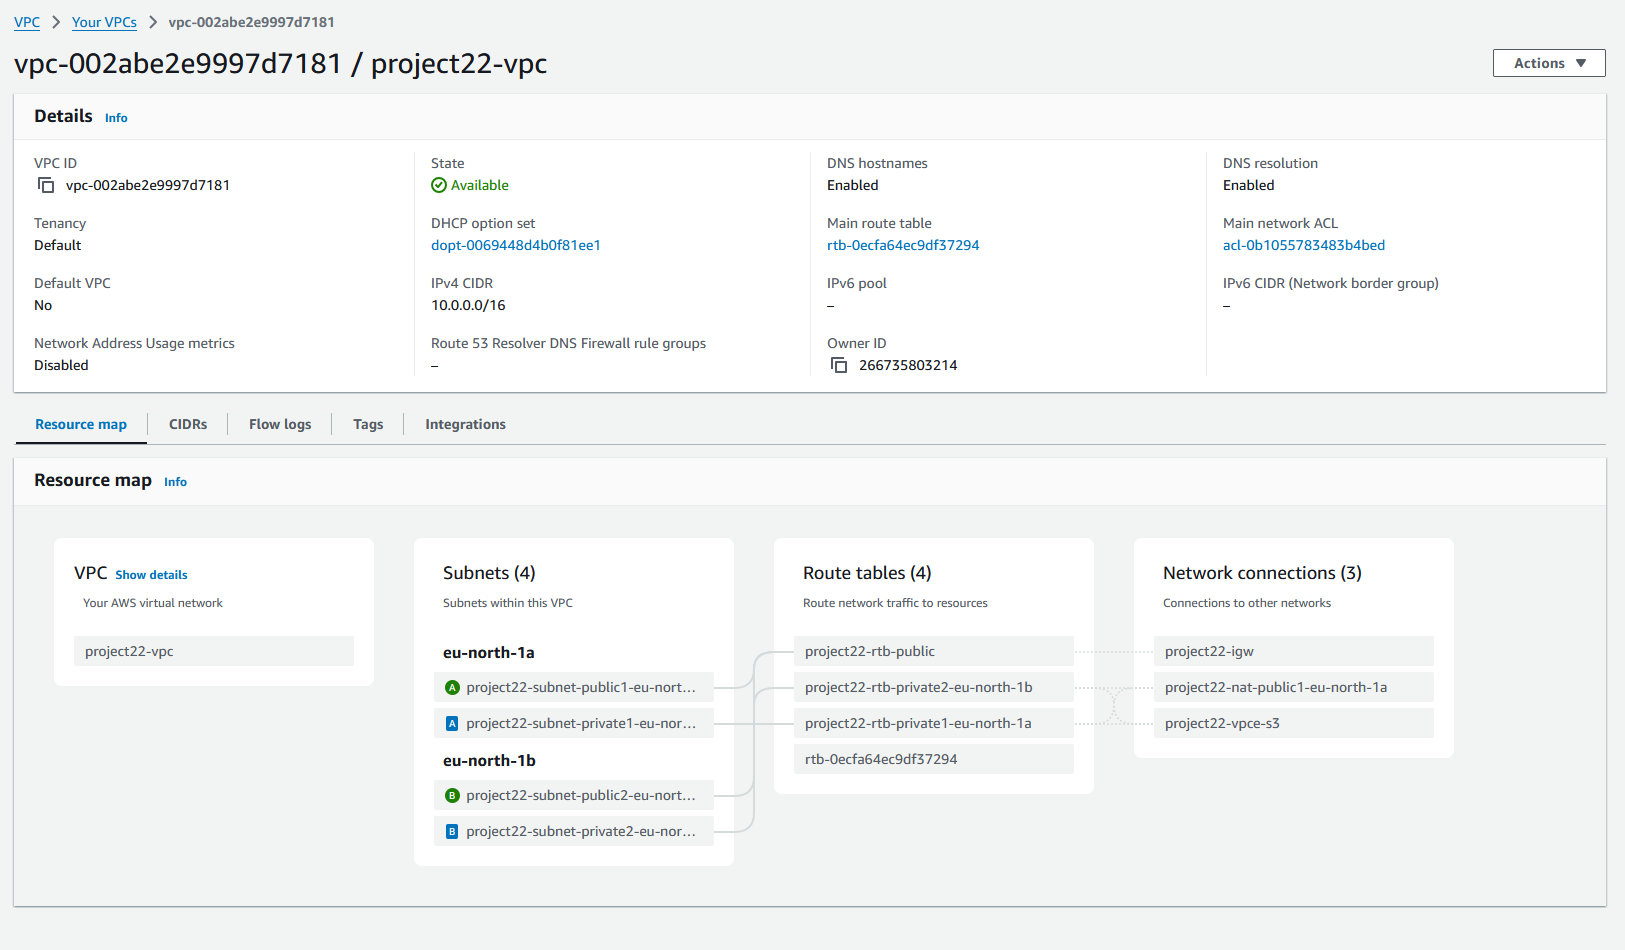 VPC > Your VPCs > vpc-002abe2e9997d7181
vpc-002abe2e9997d7181 / project22-vpc
Actions ▼
Details Info
VPC ID
vpc-002abe2e9997d7181
State
Available
DNS hostnames
Enabled
DNS resolution
Enabled
Tenancy
Default
DHCP option set
dopt-0069448d4b0f81ee1
Main route table
rtb-0ecfa64ec9df37294
Main network ACL
acl-0b1055783483b4bed
Default VPC
No
IPv4 CIDR
10.0.0.0/16
IPv6 pool
–
IPv6 CIDR (Network border group)
–
Network Address Usage metrics
Disabled
Route 53 Resolver DNS Firewall rule groups
–
Owner ID
266735803214
Resource map
CIDRs
Flow logs
Tags
Integrations
Resource map Info
VPC Show details
Your AWS virtual network
project22-vpc
Subnets (4)
Subnets within this VPC
eu-north-1a
A project22-subnet-public1-eu-nort...
A project22-subnet-private1-eu-nor...
eu-north-1b
B project22-subnet-public2-eu-nort...
B project22-subnet-private2-eu-nor...
Route tables (4)
Route network traffic to resources
project22-rtb-public
project22-rtb-private2-eu-north-1b
project22-rtb-private1-eu-north-1a
rtb-0ecfa64ec9df37294
Network connections (3)
Connections to other networks
project22-igw
project22-nat-public1-eu-north-1a
project22-vpce-s3